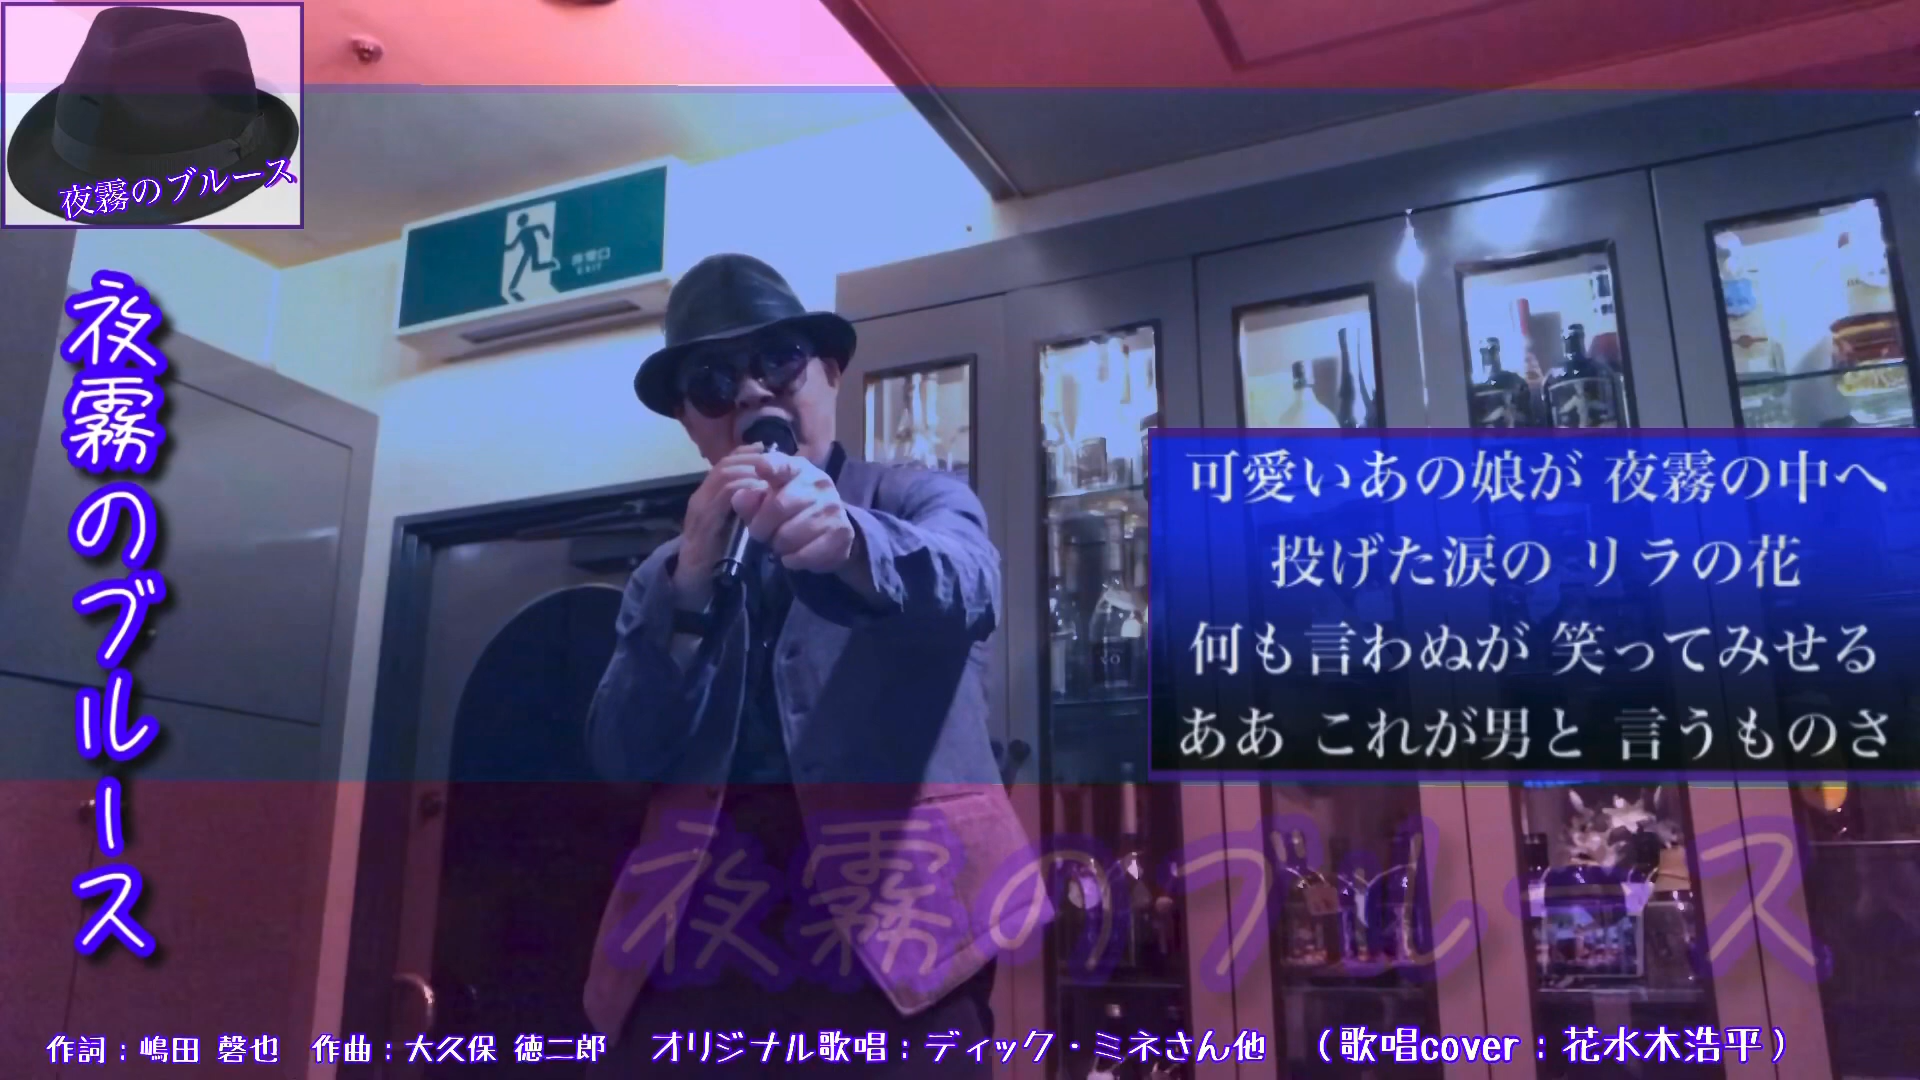 夜霧のブルース
非常口
EXIT
夜霧のブルース
可愛いあの娘が 夜霧の中へ
投げた涙の リラの花
何も言わぬが 笑ってみせる
ああ これが男と 言うものさ
夜霧のブルース
作詞：嶋田 磬也 作曲：大久保 徳二郎 オリジナル歌唱：ディック・ミネさん他 （歌唱cover：花水木浩平）